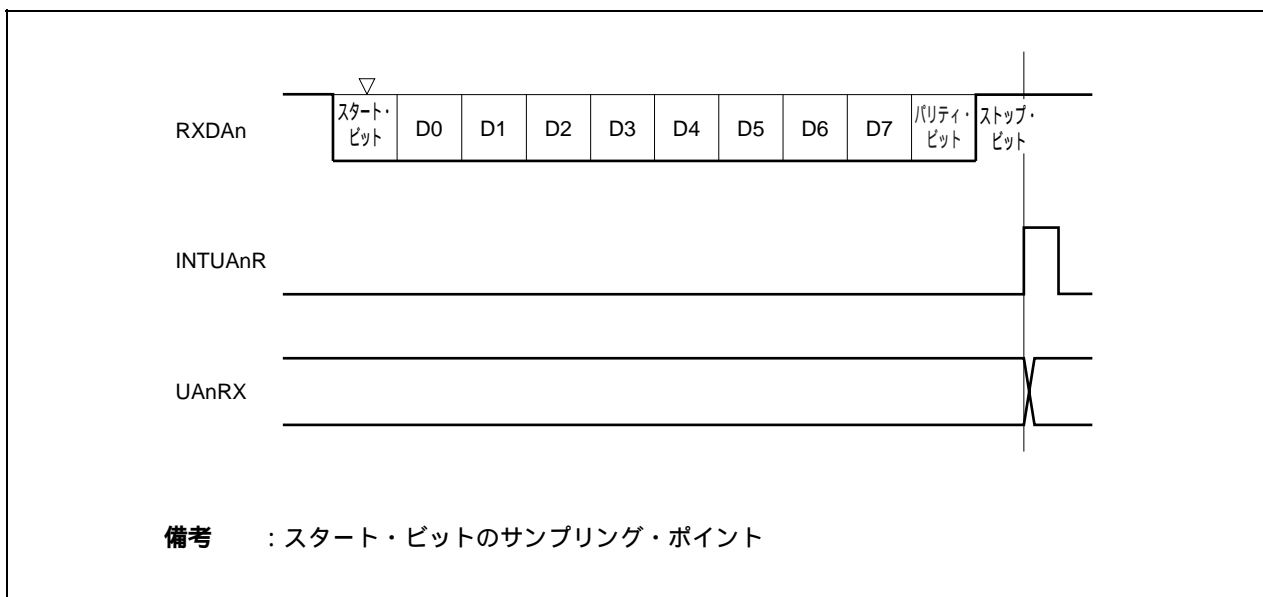 RXDAn
スタート・
ビット
D0 D1 D2 D3 D4 D5 D6 D7
パリティ・
ビット
ストップ・
ビット
INTUAnR
UAnRX
備考 ：スタート・ビットのサンプリング・ポイント